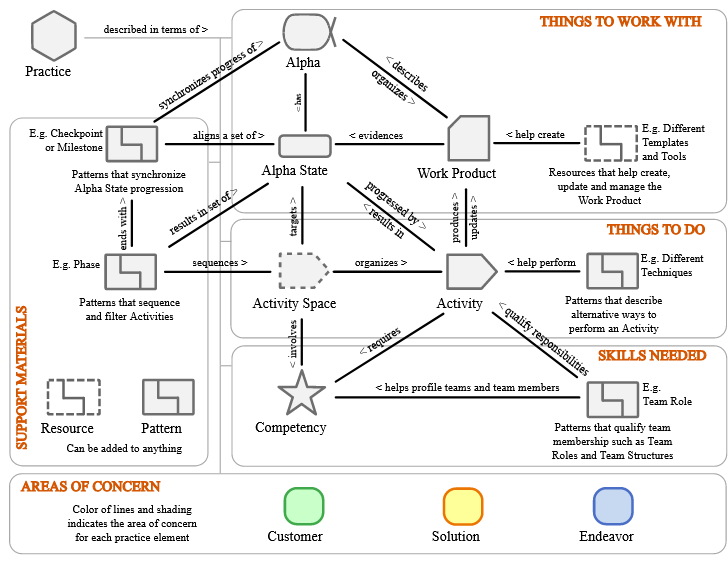 THINGS TO WORK WITH
described in terms of >
Practice
Alpha
synchronizes progress of >
< describes
organizes >
< has
E.g. Checkpoint
or Milestone
aligns a set of >
< evidences
< help create
E.g. Different
Templates
and Tools
Alpha State
Work Product
Patterns that synchronize
Alpha State progression
Resources that help create,
update and manage the
Work Product
ends with >
results in set of >
targets >
progressed by >
< results in
produces >
updates >
THINGS TO DO
E.g. Phase
sequences >
organizes >
< help perform
E.g. Different
Techniques
Activity Space
Activity
Patterns that sequence
and filter Activities
Patterns that describe
alternative ways to
perform an Activity
< involves
< requires
< qualify responsibilities
SKILLS NEEDED
SUPPORT MATERIALS
< helps profile teams and team members
E.g.
Team Role
Resource
Pattern
Competency
Can be added to anything
Patterns that qualify team
membership such as Team
Roles and Team Structures
AREAS OF CONCERN
Color of lines and shading
indicates the area of concern
for each practice element
Customer
Solution
Endeavor